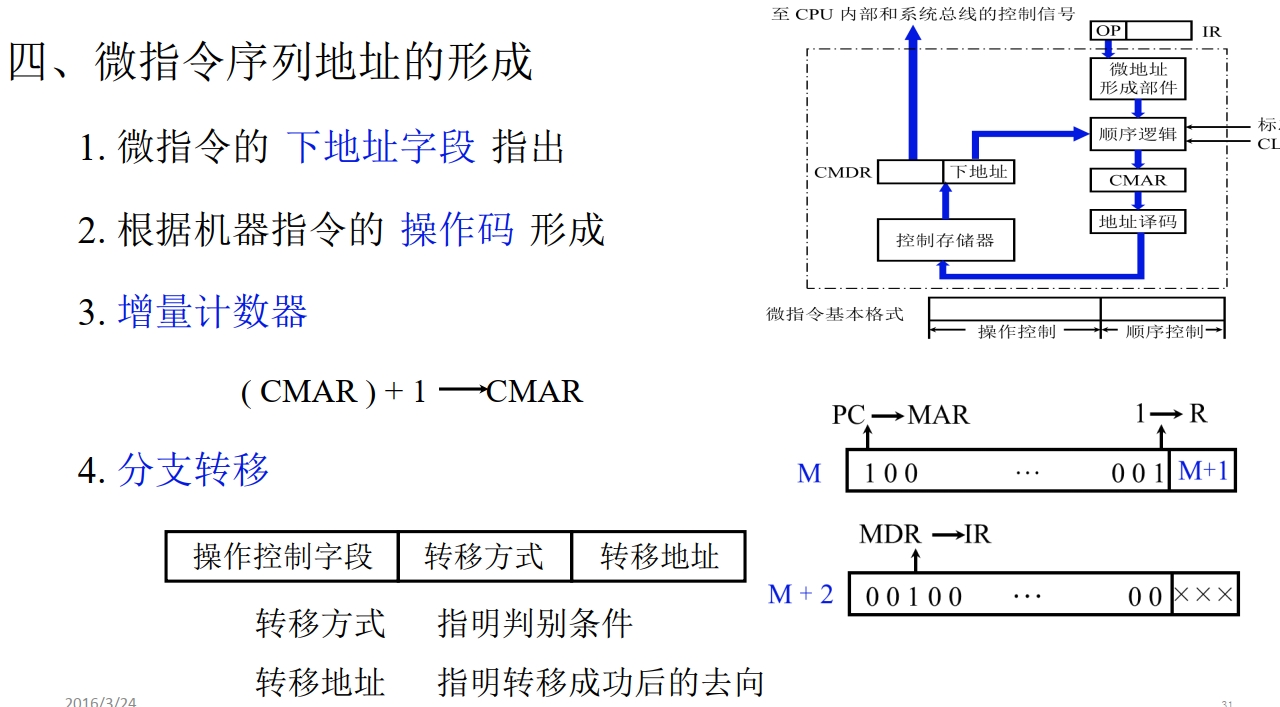 四、微指令序列地址的形成
1. 微指令的 下地址字段 指出
2. 根据机器指令的 操作码 形成
3. 增量计数器
( CMAR ) + 1 CMAR
4. 分支转移
操作控制字段 转移方式 转移地址
转移方式 指明判别条件
转移地址 指明转移成功后的去向
2016/3/24
至 CPU 内部和系统总线的控制信号
OP IR
微地址
形成部件
顺序逻辑
标
CL
CMDR 下地址
CMAR
地址译码
控制存储器
微指令基本格式
操作控制 顺序控制
PC MAR 1 R
M 1 0 0 … 0 0 1 M+1
MDR IR
M + 2 0 0 1 0 0 … 0 0 ×××
31